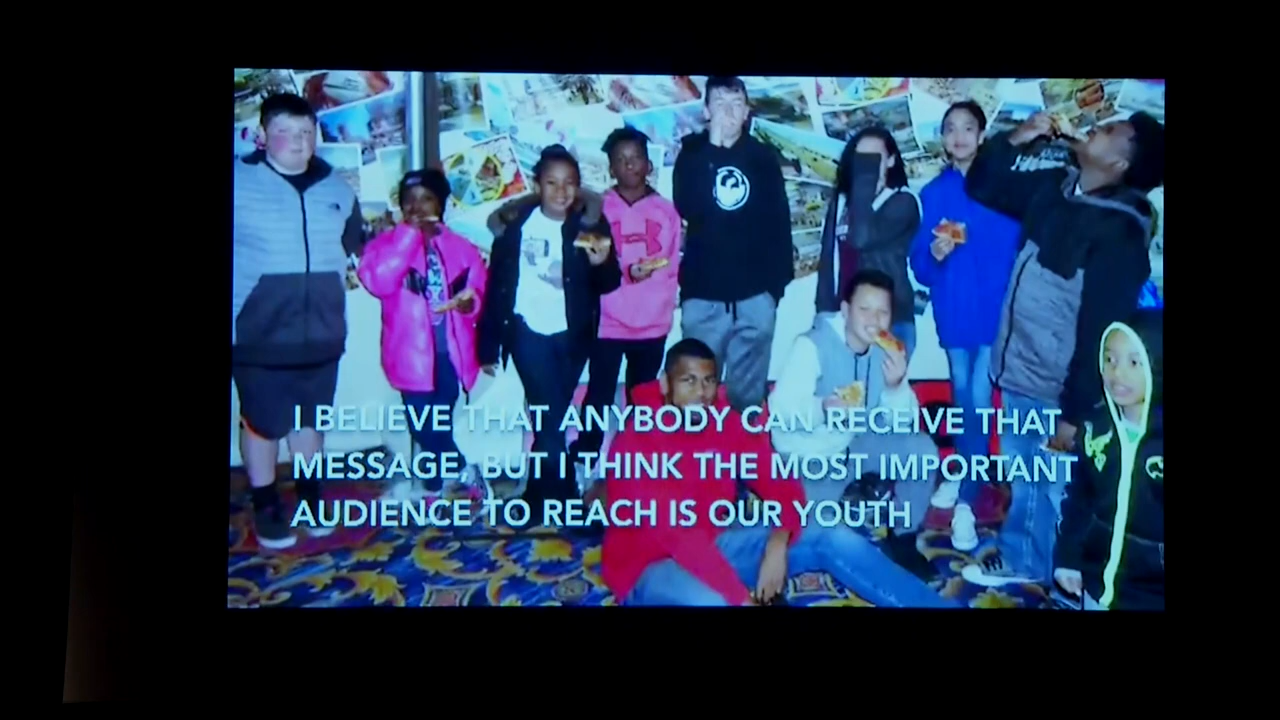 I BELIEVE THAT ANYBODY CAN RECEIVE THAT
MESSAGE, BUT I THINK THE MOST IMPORTANT
AUDIENCE TO REACH IS OUR YOUTH